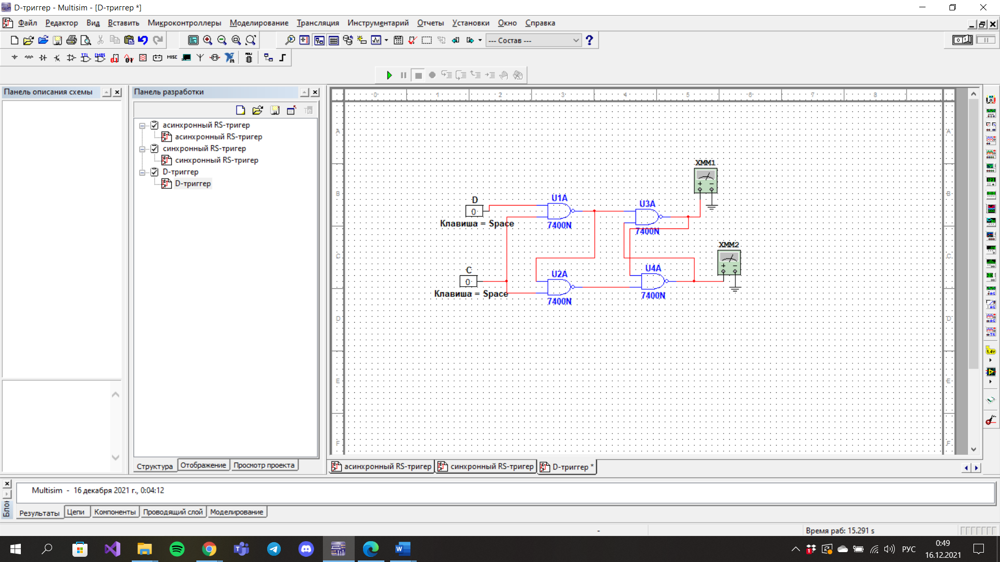 D-триггер - Multisim - [D-триггер *]
Файл Редактор Вид Вставить Микроконтроллеры Моделирование Трансляция Инструментарий Отчеты Установки Окно Справка
--- Состав ---
MISC
Панель описания схемы
Панель разработки
асинхронный RS-тригер
асинхронный RS-тригер
синхронный RS-тригер
синхронный RS-тригер
D-триггер
D-триггер
Структура Отображение Просмотр проекта
0 1 2 3 4 5 6 7 8
A A
B B
C C
D D
E E
F F
XMM1
D
0
Клавиша = Space
U1A
7400N
U3A
7400N
XMM2
C
0
Клавиша = Space
U2A
7400N
U4A
7400N
1.4v
асинхронный RS-тригер синхронный RS-тригер D-триггер *
Multisim - 16 декабря 2021 г., 0:04:12
Результаты Цепи Компоненты Проводящий слой Моделирование
-
Время раб: 15.291 s
РУС
0:49
16.12.2021